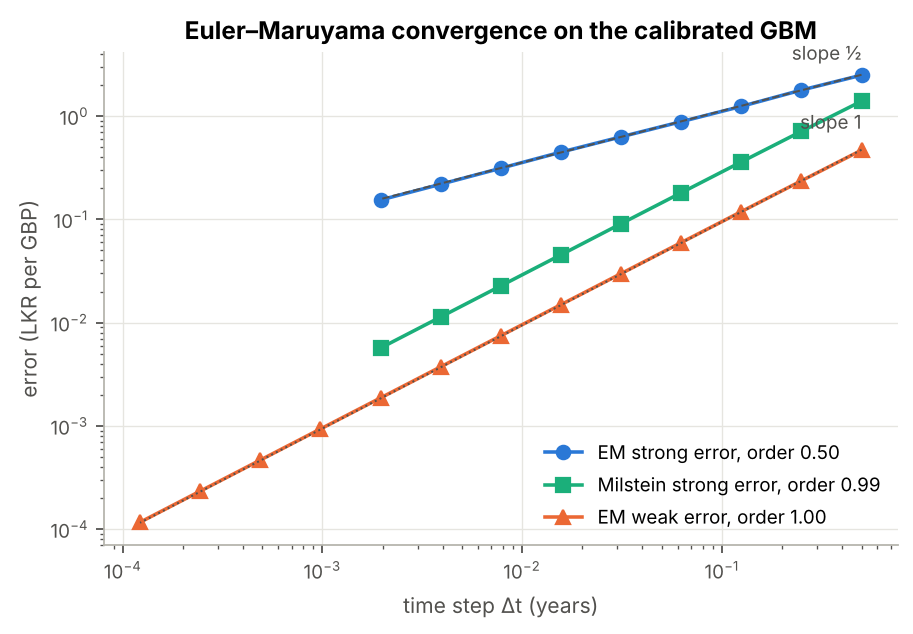 Euler–Maruyama convergence on the calibrated GBM
slope ½
slope 1
10⁰
10⁻¹
10⁻²
10⁻³
10⁻⁴
error (LKR per GBP)
EM strong error, order 0.50
Milstein strong error, order 0.99
EM weak error, order 1.00
10⁻⁴ 10⁻³ 10⁻² 10⁻¹
time step Δt (years)